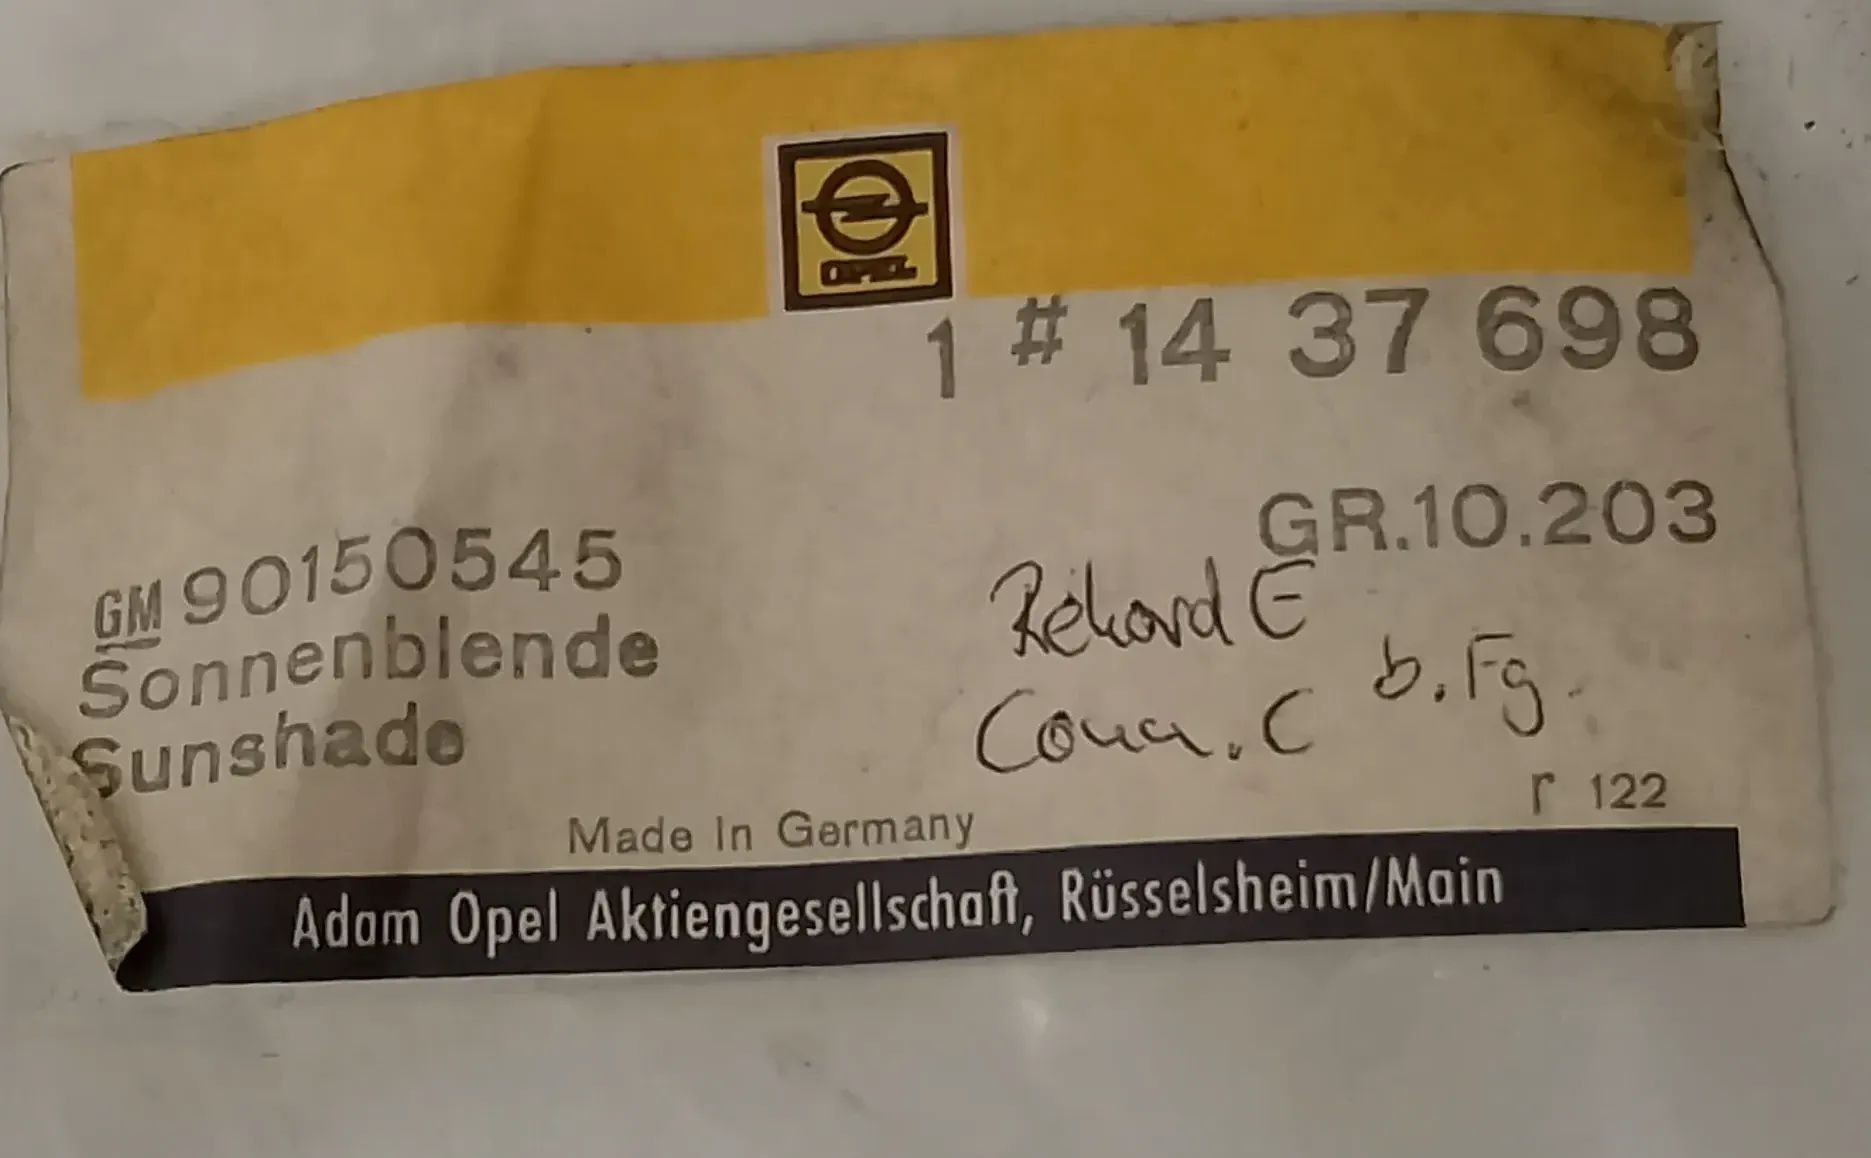 OPEL
1 # 14 37 698
GR.10.203
GM 90150545
Sonnenblende
Sunshade
Rekord E
Comm. C b. Fg.
r 122
Made in Germany
Adam Opel Aktiengesellschaft, Rüsselsheim/Main